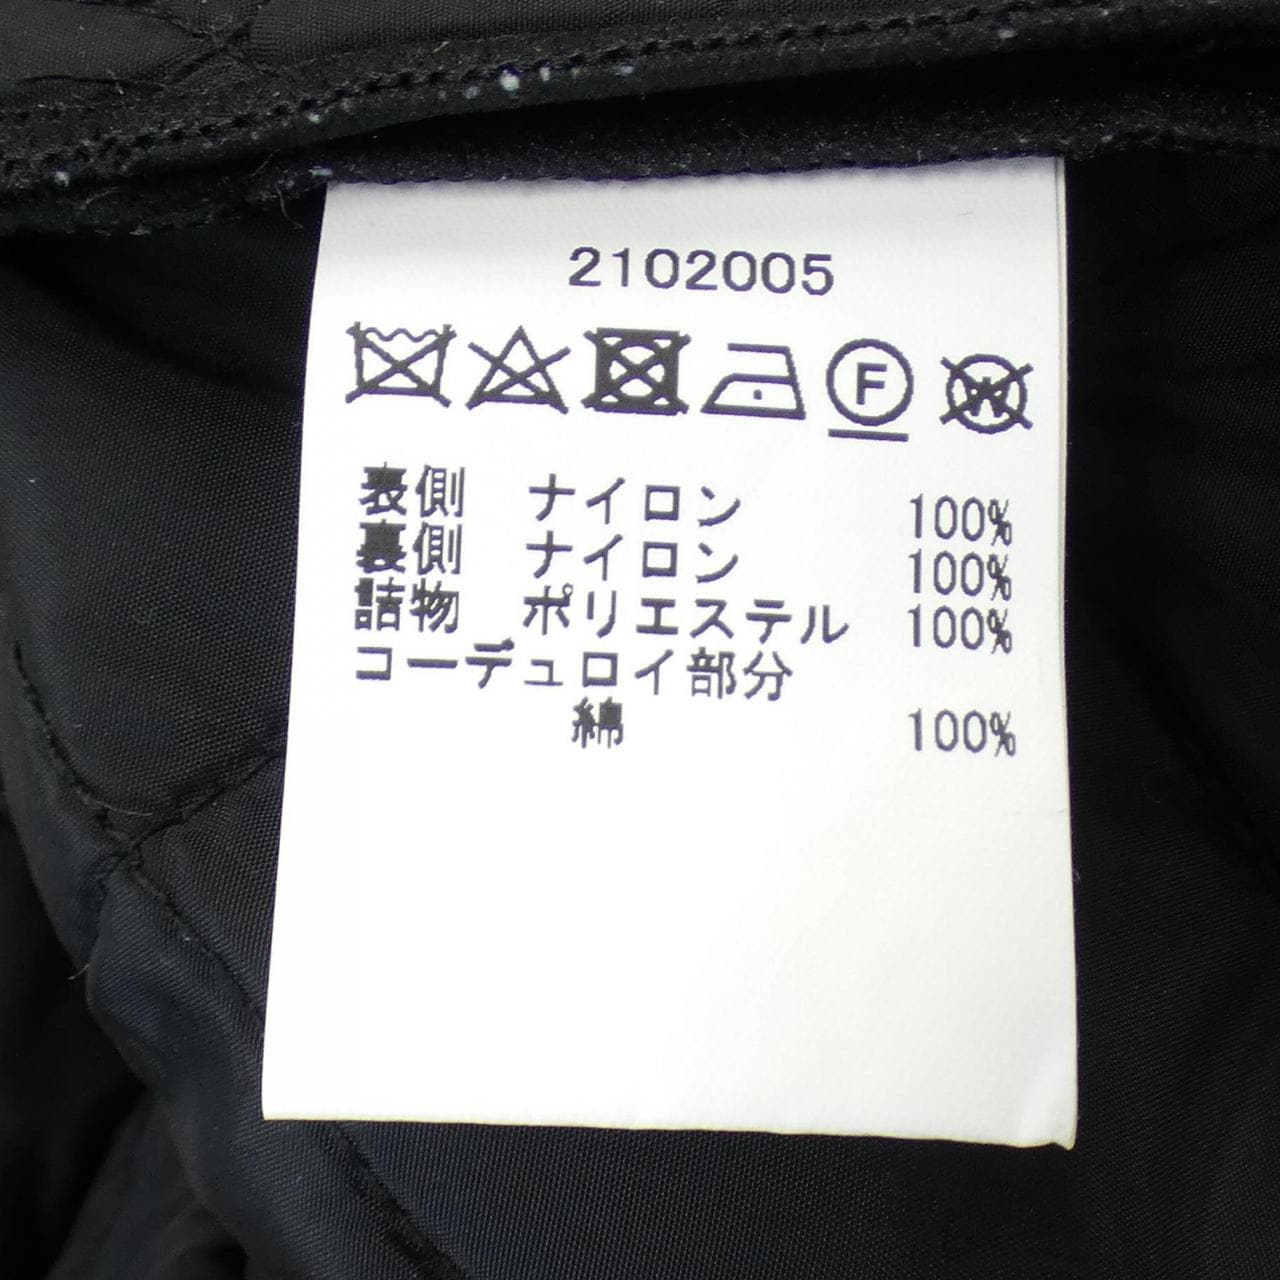 2102005
F W
表側 ナイロン 100%
裏側 ナイロン 100%
詰物 ポリエステル 100%
コーデュロイ部分
綿 100%